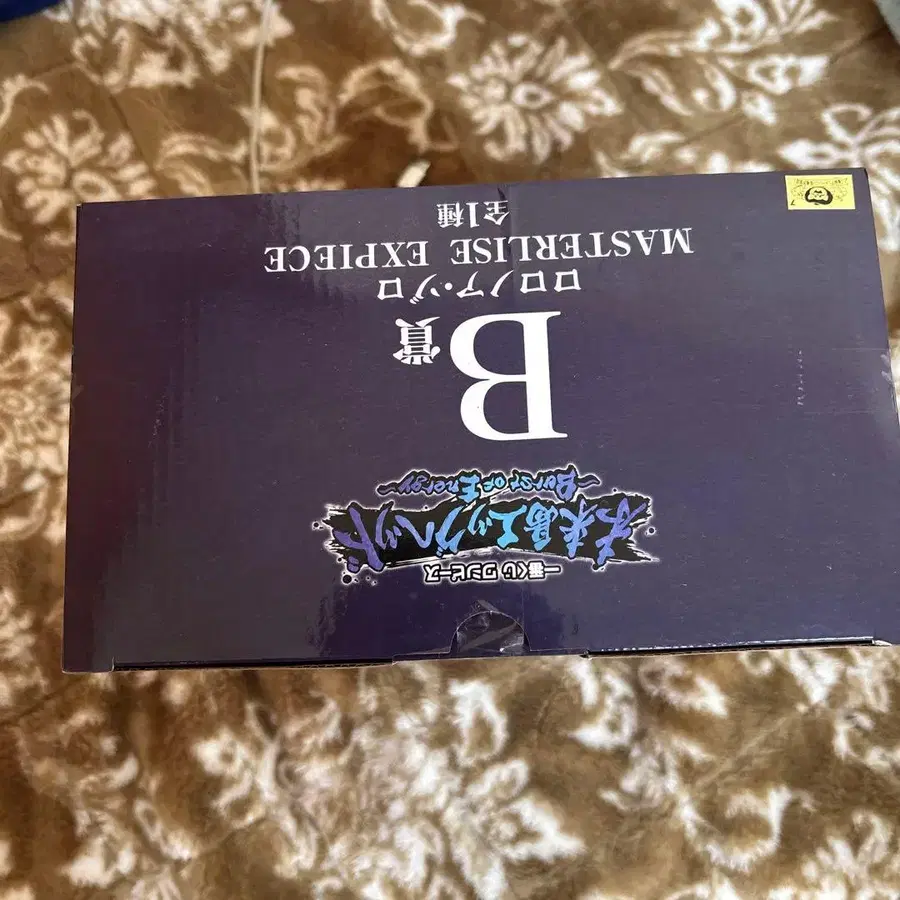 一番くじ ワンピース
未来島エッグヘッド
～Burst of Energy～
B賞
ロロノア・ゾロ
MASTERLISE EXPIECE
全1種